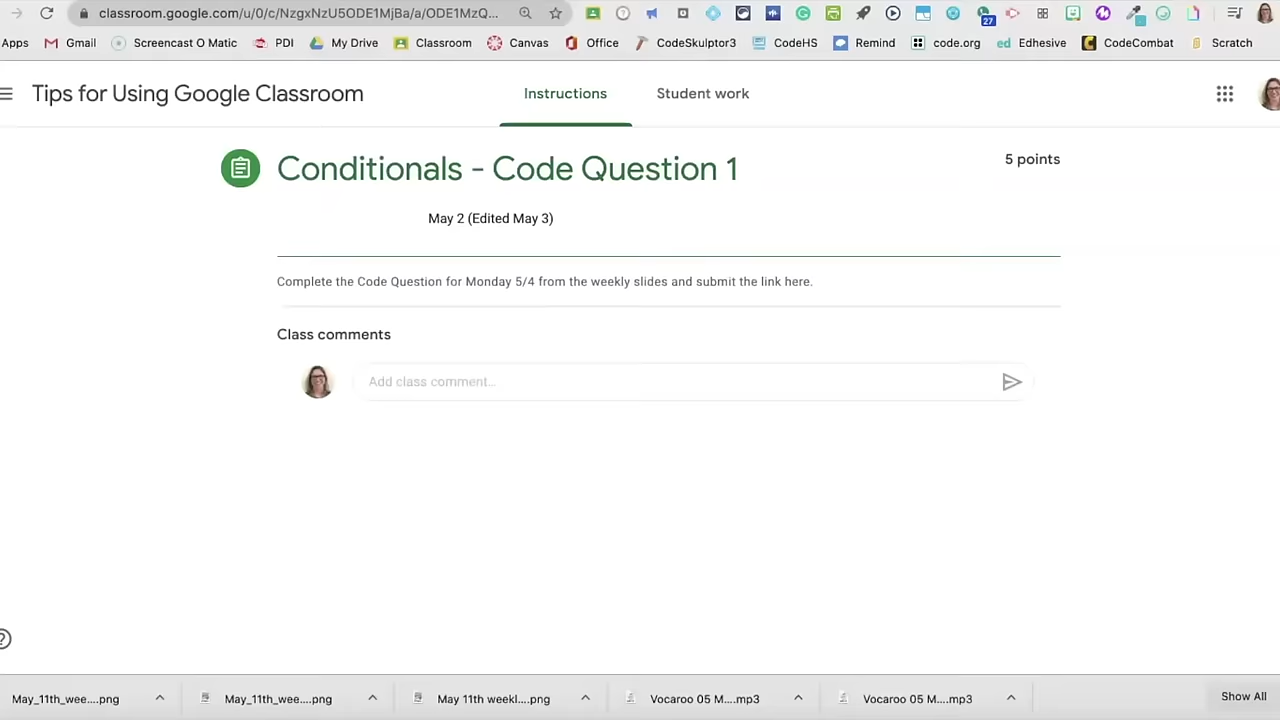 classroom.google.com/u/0/c/NzgxNzU5ODE1MjBa/a/ODE1MzQ...
27
Apps Gmail Screencast O Matic PDI My Drive Classroom Canvas Office CodeSkulptor3 CodeHS Remind code.org ed Edhesive CodeCombat Scratch
Tips for Using Google Classroom Instructions Student work
Conditionals - Code Question 1 5 points
May 2 (Edited May 3)
Complete the Code Question for Monday 5/4 from the weekly slides and submit the link here.
Class comments
Add class comment...
May_11th_wee....png May_11th_wee....png May 11th weekl....png Vocaroo 05 M....mp3 Vocaroo 05 M....mp3 Show All